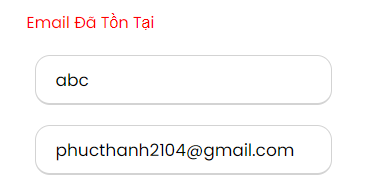 Email Đã Tồn Tại
abc
phucthanh2104@gmail.com